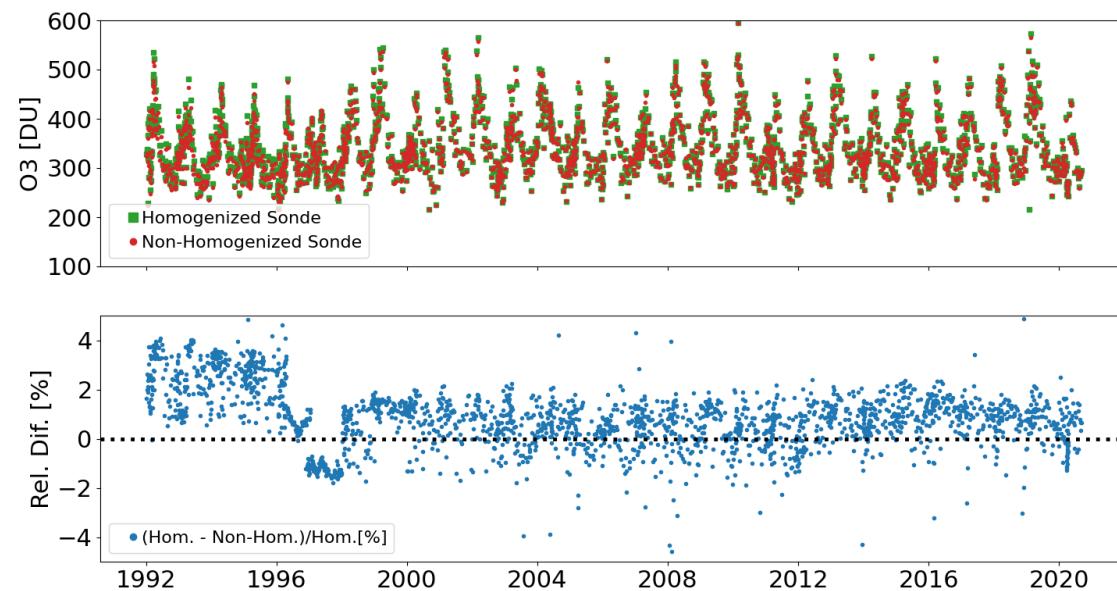 600
500
400
300
200
100
O3 [DU]
Homogenized Sonde
Non-Homogenized Sonde
4
2
0
−2
−4
Rel. Dif. [%]
(Hom. - Non-Hom.)/Hom.[%]
1992 1996 2000 2004 2008 2012 2016 2020